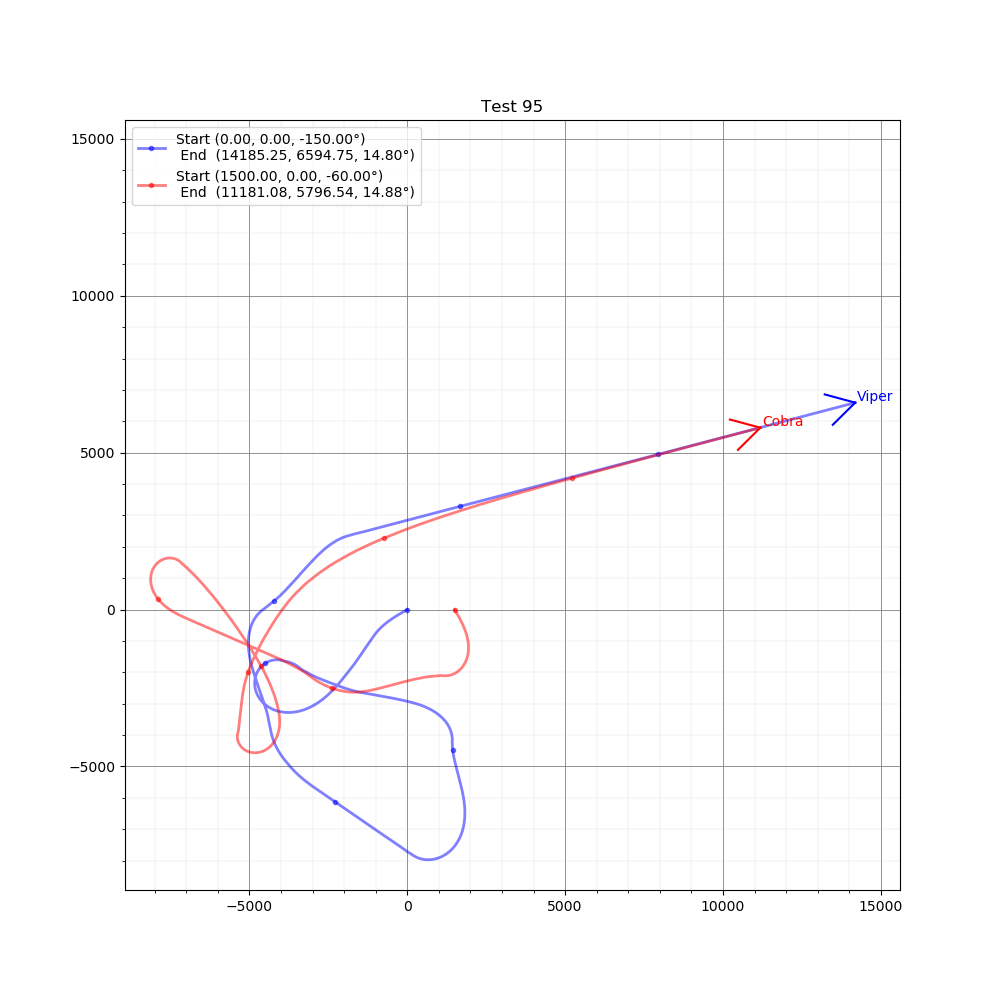 Test 95
15000
10000
5000
0
−5000
−5000
0
5000
10000
15000
Start (0.00, 0.00, -150.00°)
End (14185.25, 6594.75, 14.80°)
Start (1500.00, 0.00, -60.00°)
End (11181.08, 5796.54, 14.88°)
Viper
Cobra